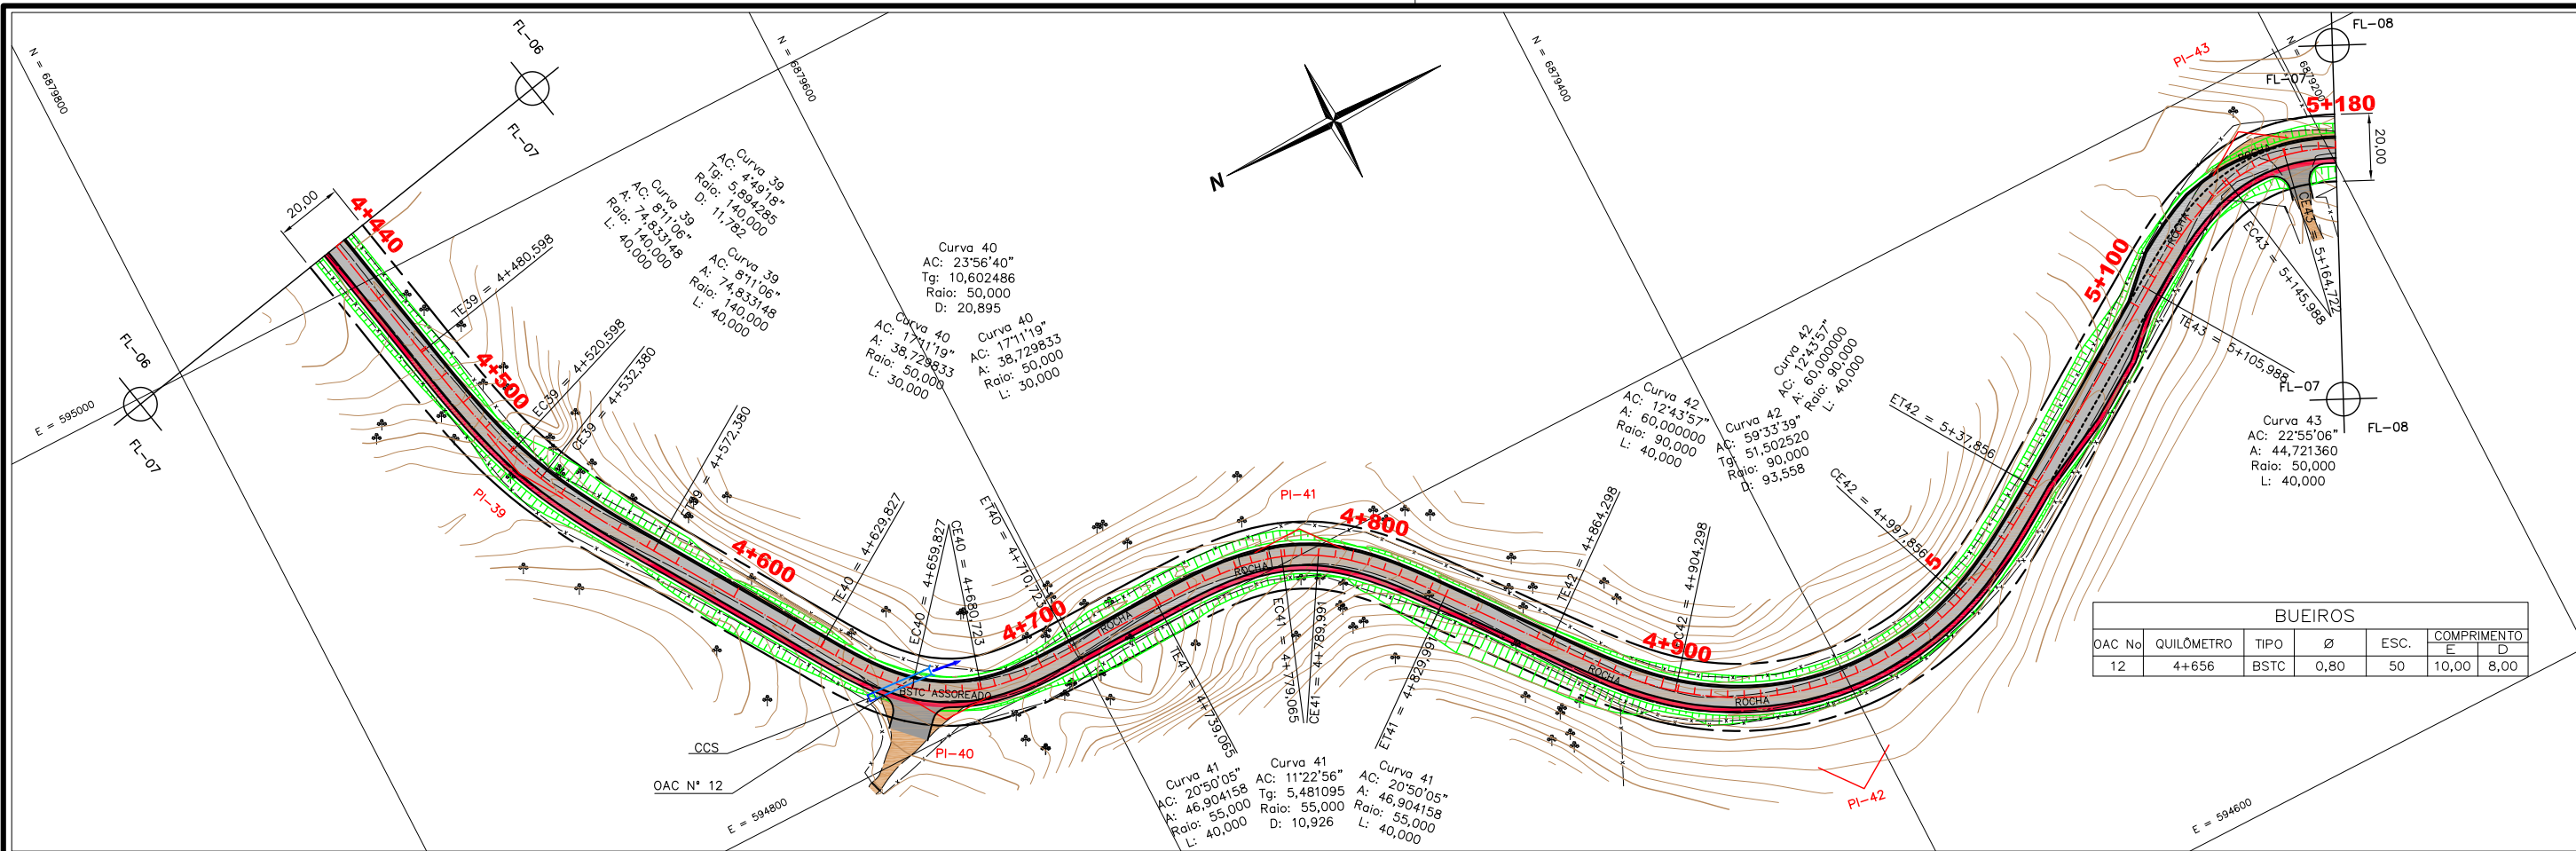 N = 6879800
FL-06
FL-07
N = 6879600
N = 6879400
PI-43
N = 6879200
FL-08
FL-07
5+180
20,00
20,00
4+440
TE39 = 4+480,598
Curva 39
AC: 4°49'18"
Tg: 5,894285
Raio: 140,000
D: 11,782
Curva 39
AC: 8°11'06"
A: 74,833148
Raio: 140,000
L: 40,000
Curva 39
AC: 8°11'06"
A: 74,833148
Raio: 140,000
L: 40,000
N
Curva 40
AC: 23°56'40"
Tg: 10,602486
Raio: 50,000
D: 20,895
Curva 40
AC: 17°11'19"
A: 38,729833
Raio: 50,000
L: 30,000
Curva 40
AC: 17°11'19"
A: 38,729833
Raio: 50,000
L: 30,000
FL-06
FL-07
E = 595000
4+500
EC39 = 4+520,598
CE39 = 4+532,380
ET39 = 4+572,380
PI-39
4+600
TE40 = 4+629,827
EC40 = 4+659,827
CE40 = 4+680,723
ET40 = 4+710,723
4+700
BSTC ASSOREADO
CCS
OAC N° 12
PI-40
E = 594800
ROCHA
ROCHA
PI-41
4+800
TE41 = 4+739,065
EC41 = 4+779,065
CE41 = 4+789,991
ET41 = 4+829,991
Curva 41
AC: 20°50'05"
A: 46,904158
Raio: 55,000
L: 40,000
Curva 41
AC: 11°22'56"
Tg: 5,481095
Raio: 55,000
D: 10,926
Curva 41
AC: 20°50'05"
A: 46,904158
Raio: 55,000
L: 40,000
TE42 = 4+864,298
EC42 = 4+904,298
4+900
ROCHA
ROCHA
Curva 42
AC: 12°43'57"
A: 60,000000
Raio: 90,000
L: 40,000
Curva 42
AC: 59°33'39"
Tg: 51,502520
Raio: 90,000
D: 93,558
Curva 42
AC: 12°43'57"
A: 60,000000
Raio: 90,000
L: 40,000
CE42 = 4+997,856
5
ET42 = 5+37,856
PI-42
5+100
ROCHA
ROCHA
TE43 = 5+105,988
EC43 = 5+145,988
CE43 = 5+164,722
FL-07
FL-08
Curva 43
AC: 22°55'06"
A: 44,721360
Raio: 50,000
L: 40,000
E = 594600
BUEIROS
OAC No QUILÔMETRO TIPO Ø ESC. COMPRIMENTO
E D
12 4+656 BSTC 0,80 50 10,00 8,00